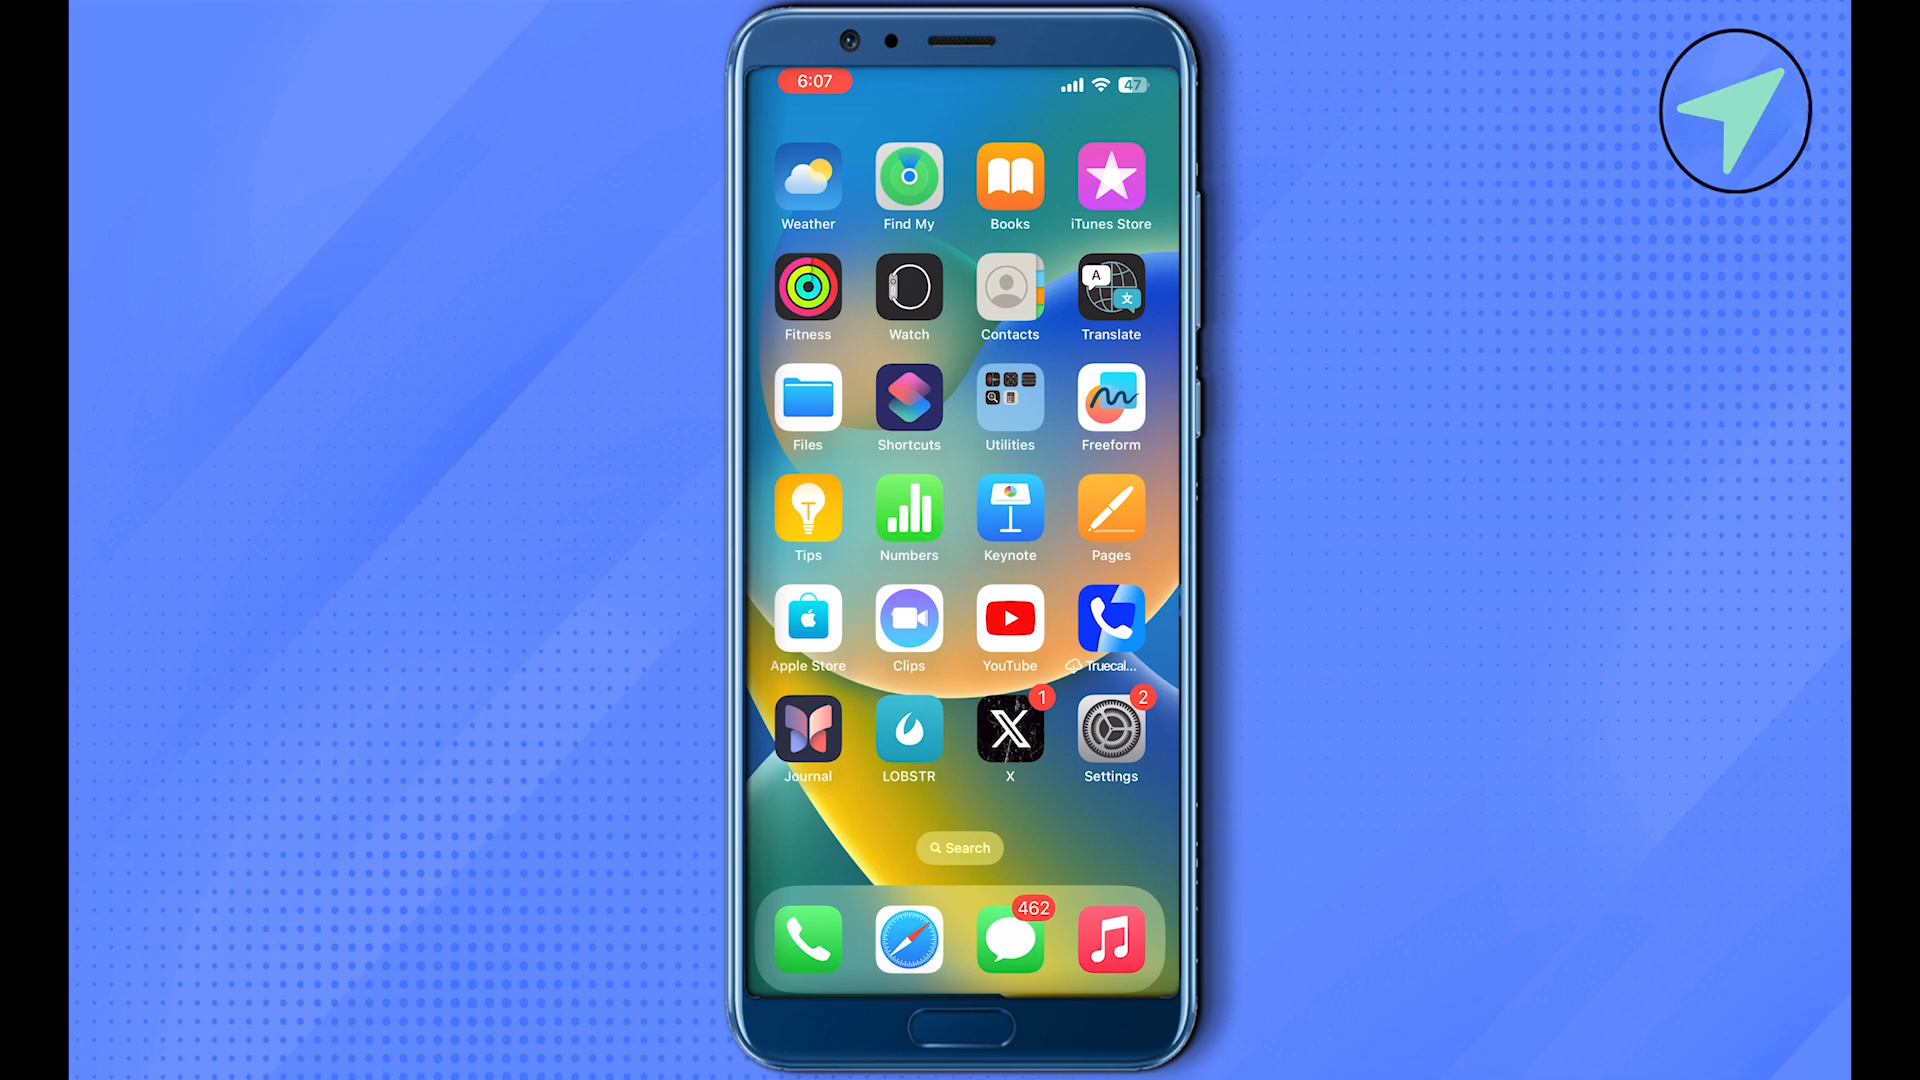 6:07
47
Weather Find My Books iTunes Store
A
文
Fitness Watch Contacts Translate
Files Shortcuts Utilities Freeform
Tips Numbers Keynote Pages
Apple Store Clips YouTube Truecal...
1 2
Journal LOBSTR X Settings
Search
462